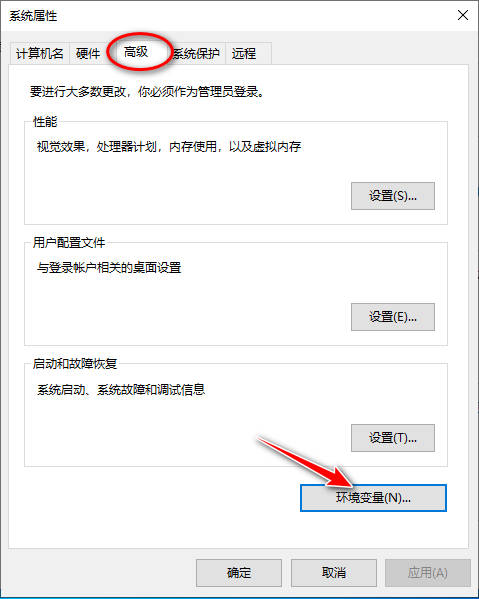 系统属性
计算机名 硬件 高级 系统保护 远程
要进行大多数更改，你必须作为管理员登录。
性能
视觉效果，处理器计划，内存使用，以及虚拟内存
设置(S)...
用户配置文件
与登录帐户相关的桌面设置
设置(E)...
启动和故障恢复
系统启动、系统故障和调试信息
设置(T)...
环境变量(N)...
确定 取消 应用(A)